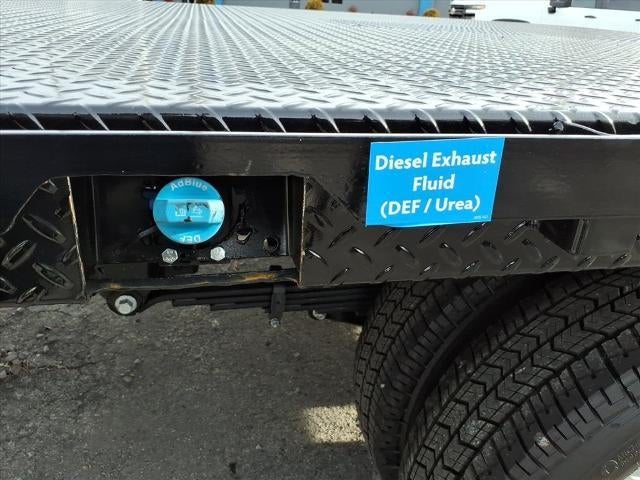 AdBlue
DEF
Diesel Exhaust
Fluid
(DEF / Urea)